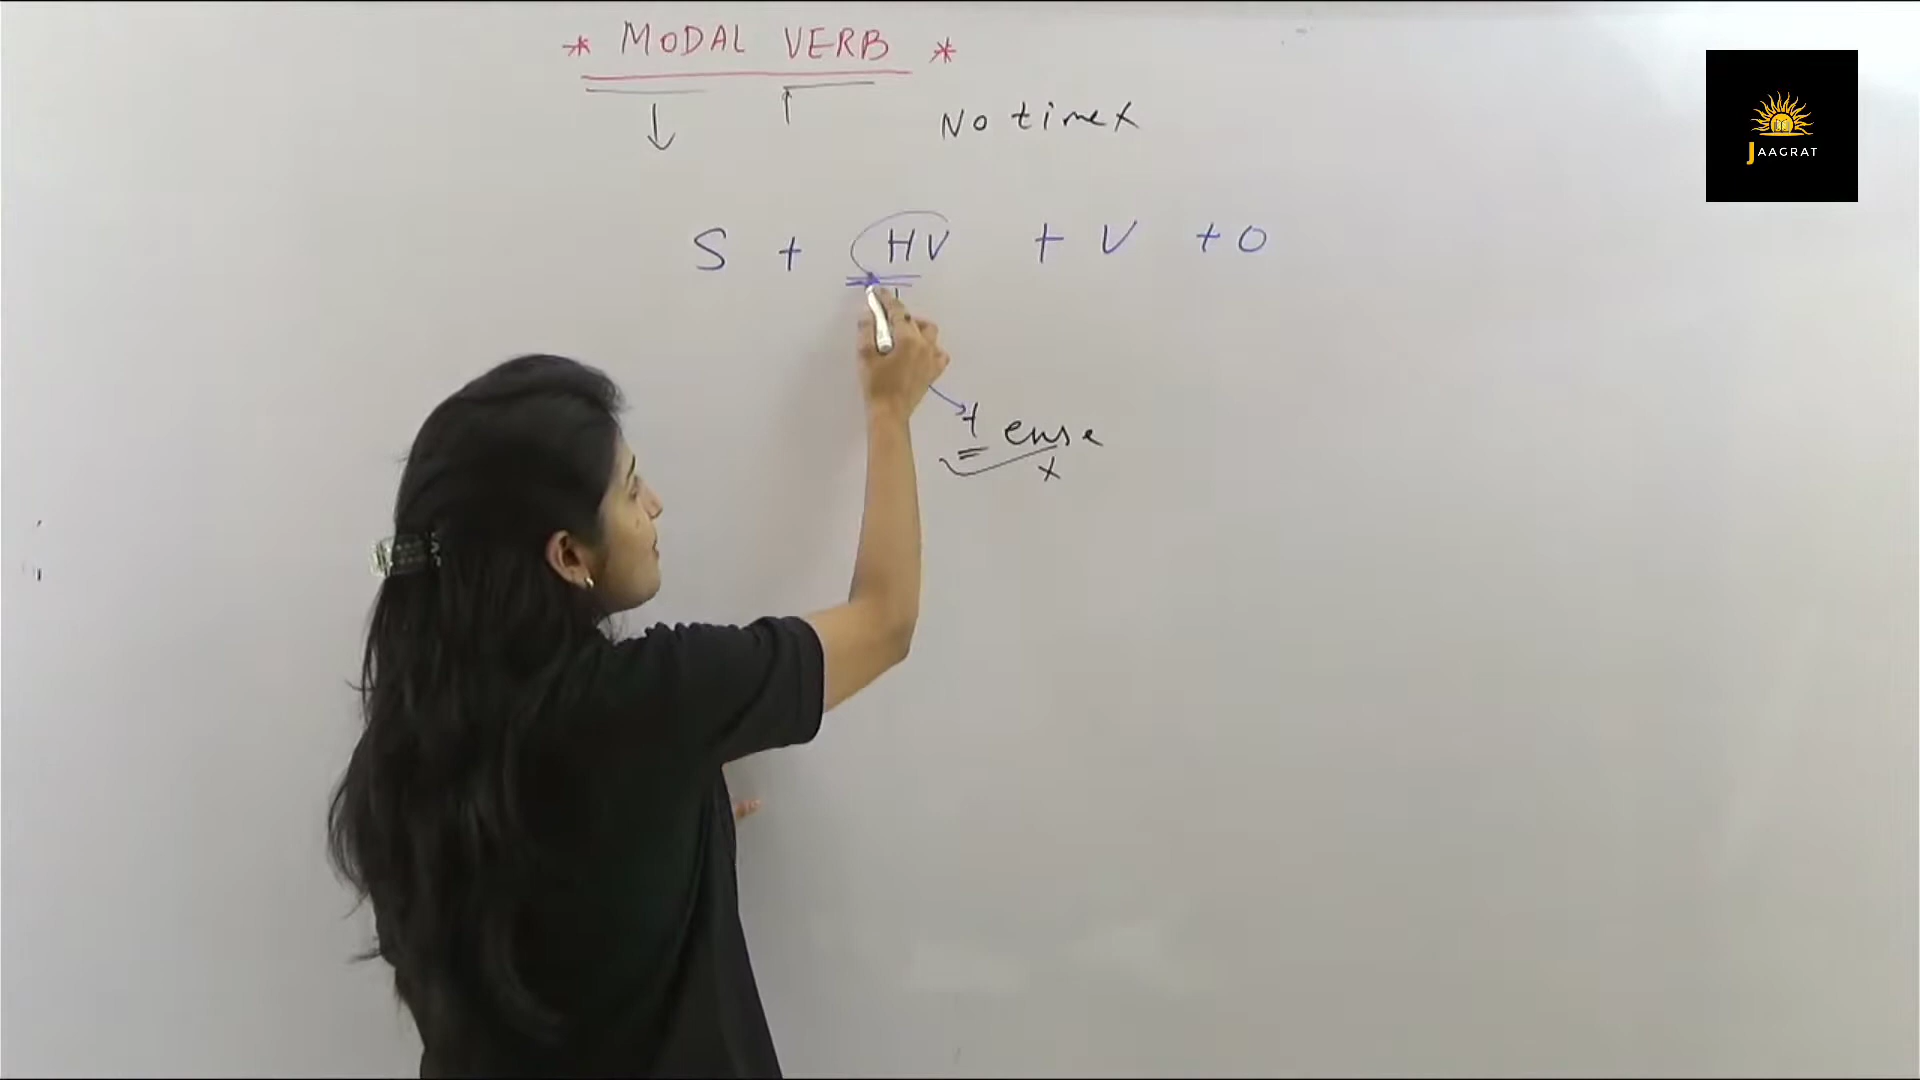 * MODAL VERB *
No time X
S + HV + V + O
tense
X
JAAGRAT